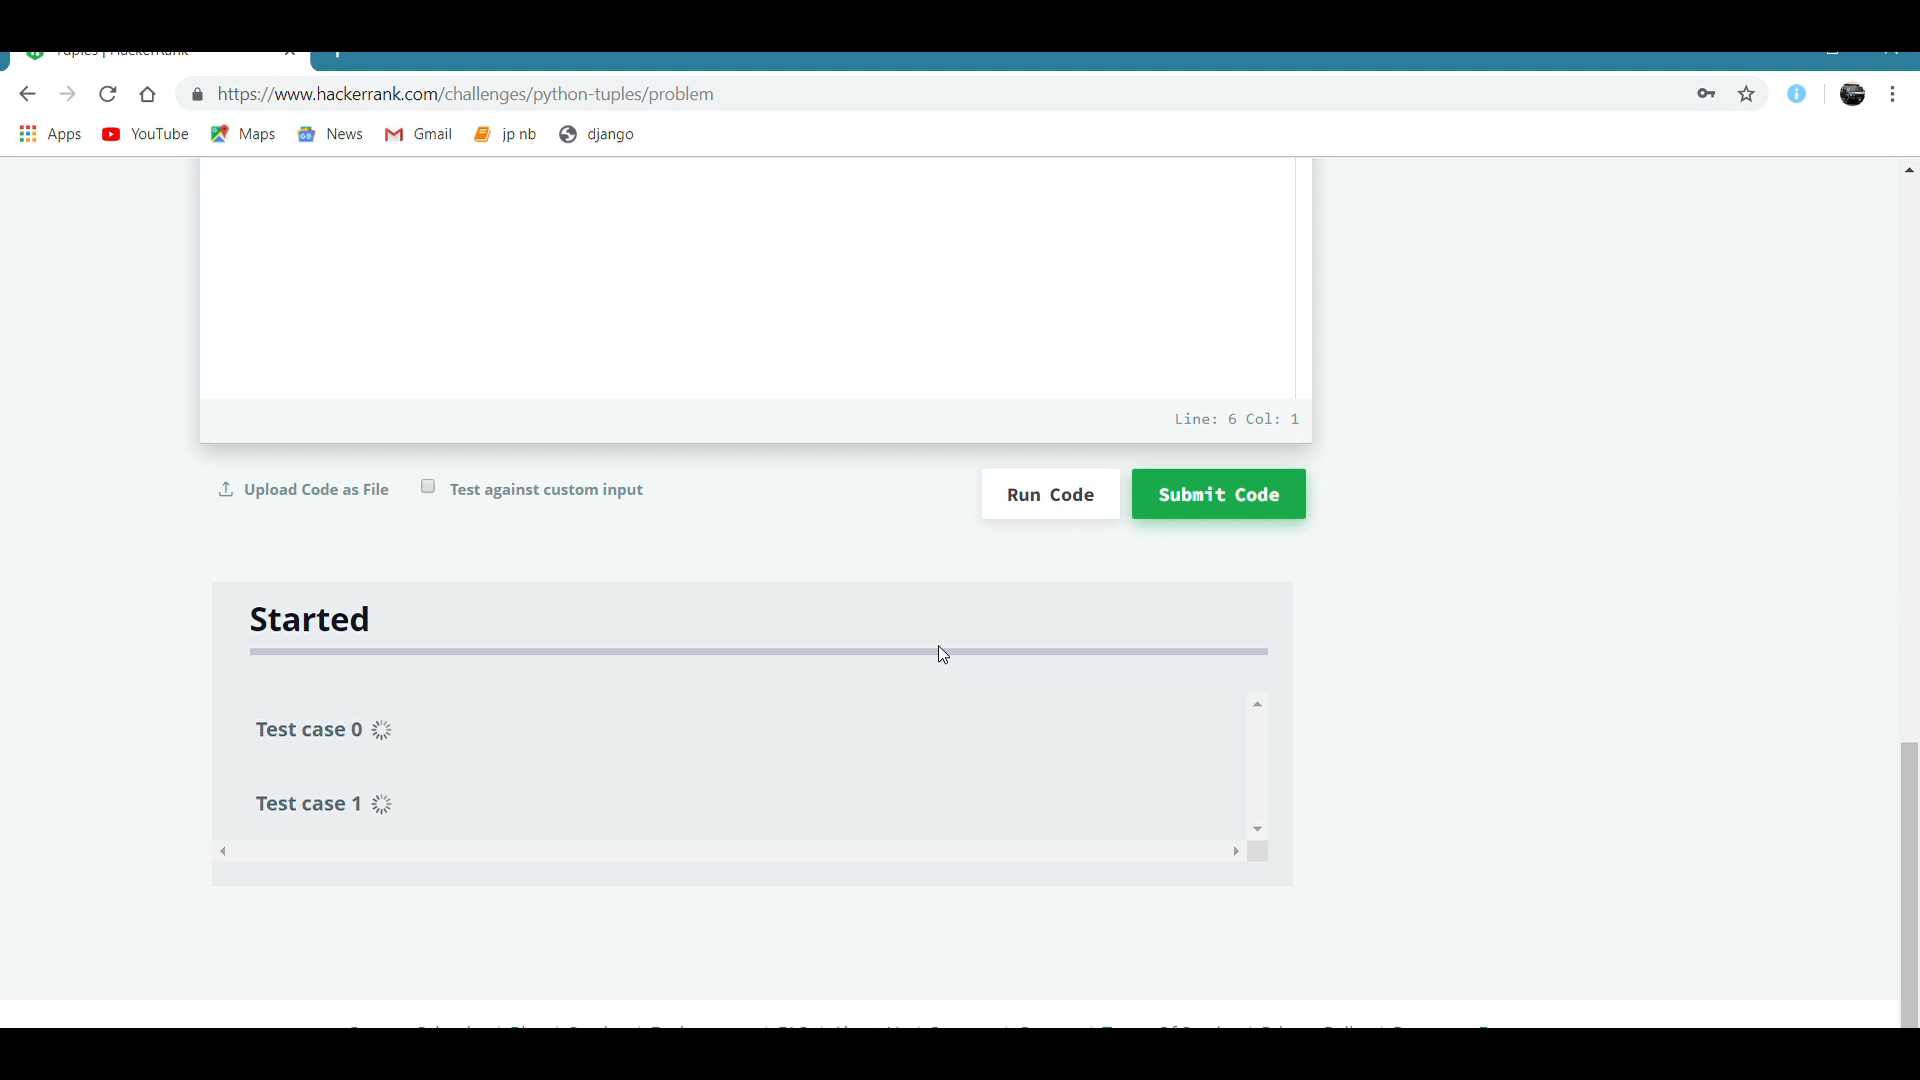 Tuples | HackerRank
https://www.hackerrank.com/challenges/python-tuples/problem
Apps YouTube Maps News Gmail jp nb django
Line: 6 Col: 1
Upload Code as File Test against custom input Run Code Submit Code
Started
Test case 0
Test case 1